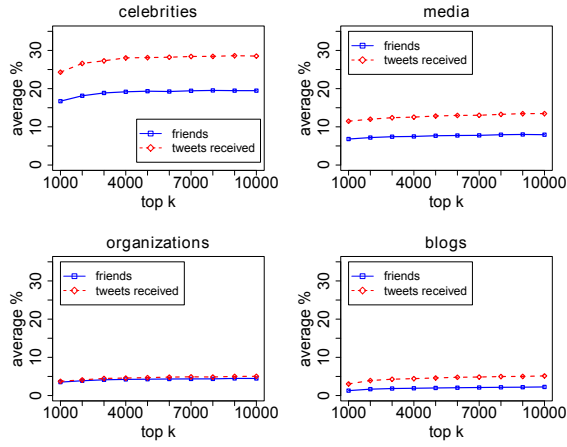 celebrities
average %
0 10 20 30
1000 4000 7000 10000
top k
friends
tweets received
media
average %
0 10 20 30
1000 4000 7000 10000
top k
friends
tweets received
organizations
average %
0 10 20 30
1000 4000 7000 10000
top k
friends
tweets received
blogs
average %
0 10 20 30
1000 4000 7000 10000
top k
friends
tweets received